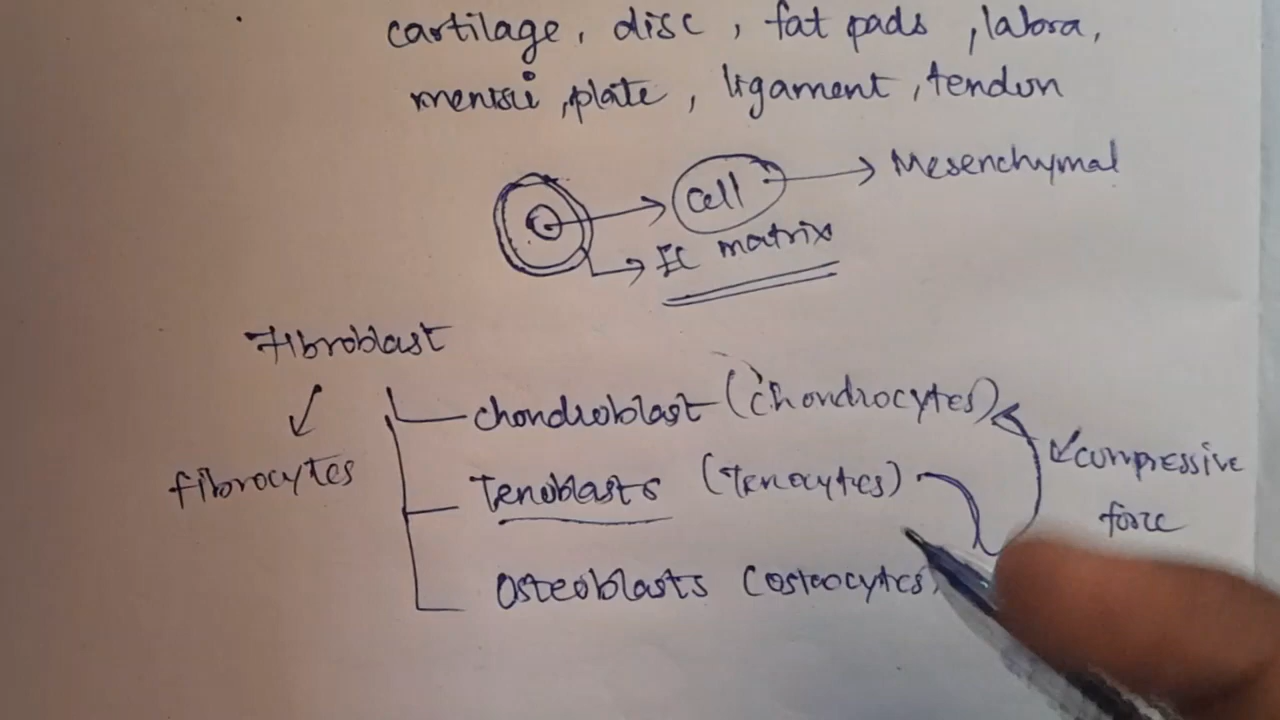 cartilage, disc, fat pads, labra,
menisci, plate, ligament, tendon
cell → Mesenchymal
EC matrix
Fibroblast
fibrocytes
chondroblast (chondrocytes)
Tenoblasts (tenocytes)
Osteoblasts (osteocytes)
compressive
force